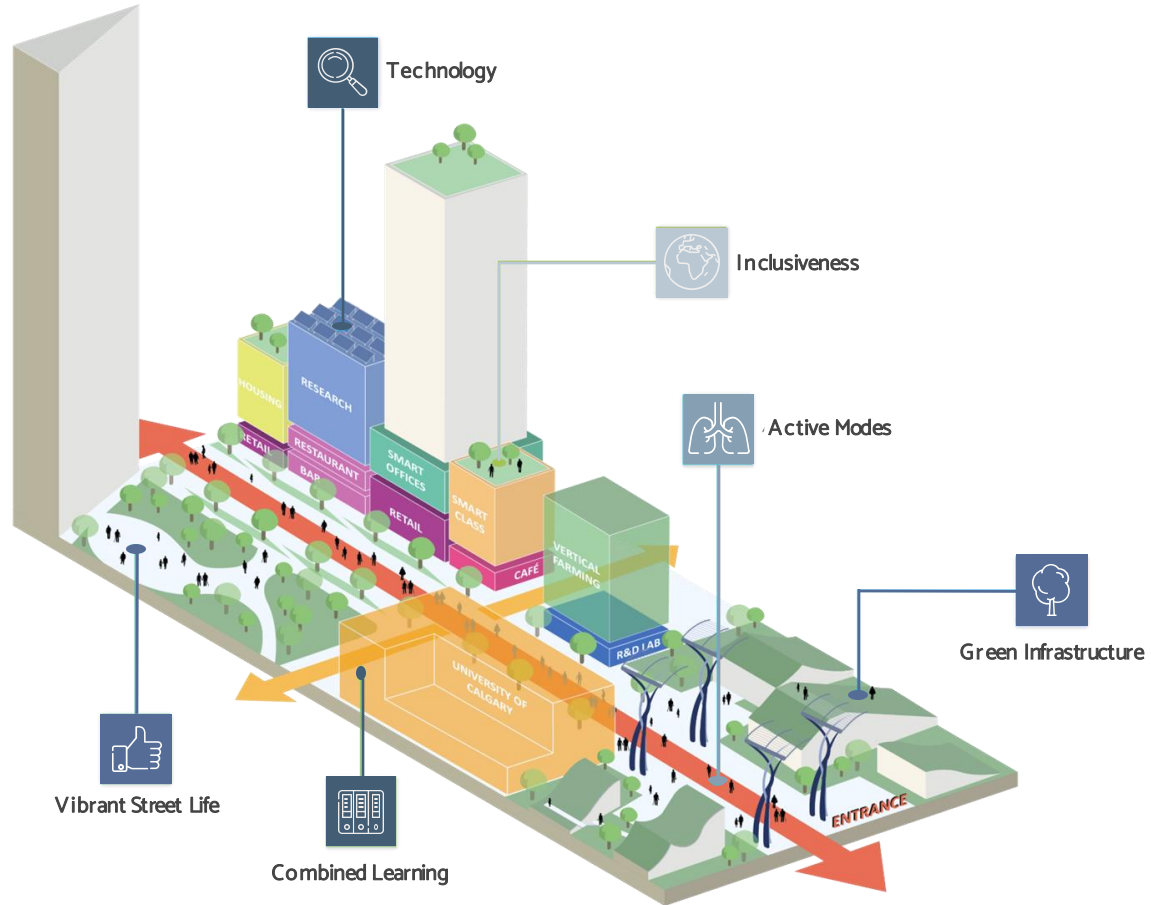 Technology
Inclusiveness
HOUSING
RESEARCH
RETAIL
RESTAURANT
BAR
SMART
OFFICES
RETAIL
SMART
CLASS
CAFÉ
Active Modes
VERTICAL
FARMING
R&D LAB
Green Infrastructure
UNIVERSITY OF
CALGARY
ENTRANCE
Vibrant Street Life
Combined Learning